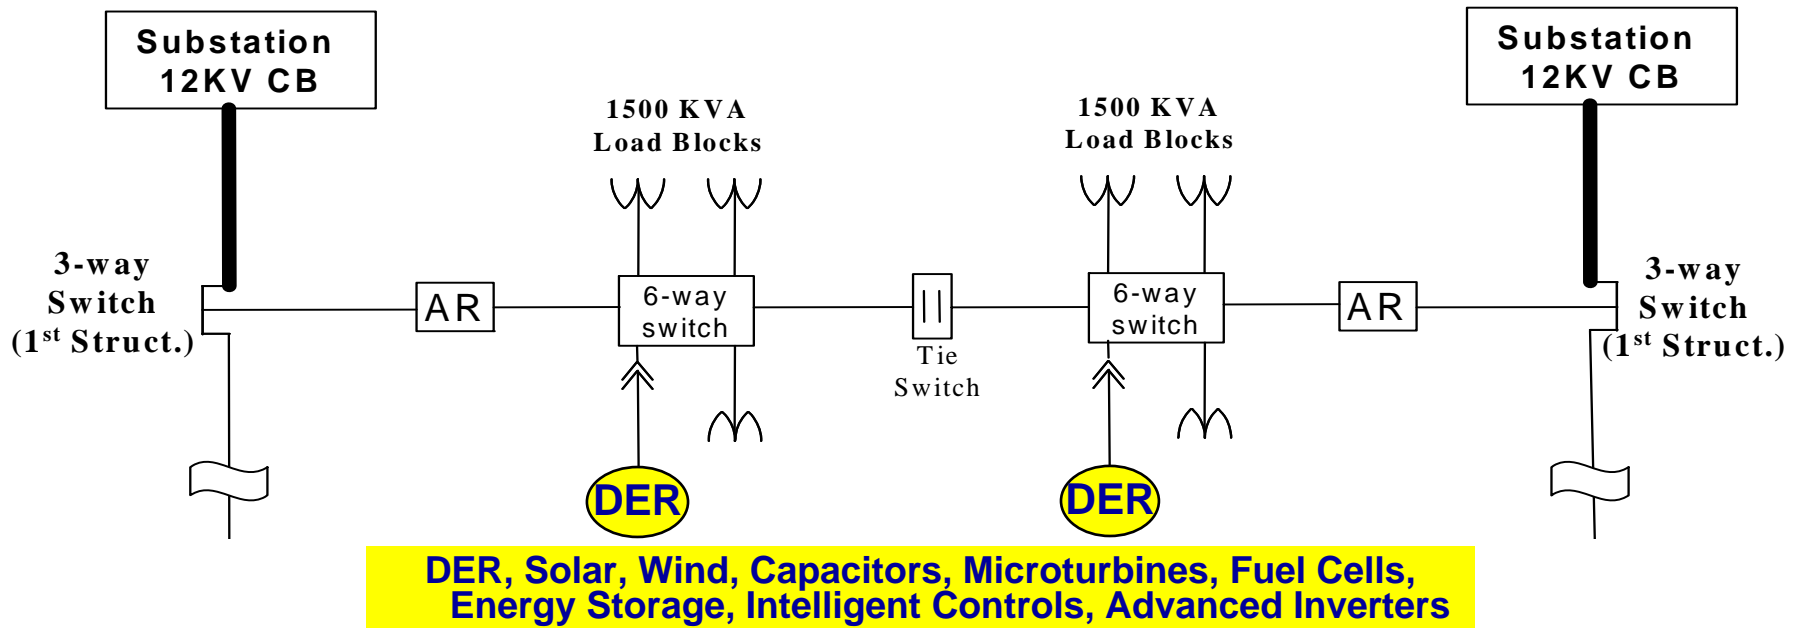 Substation
12KV CB
Substation
12KV CB
1500 KVA
Load Blocks
1500 KVA
Load Blocks
3-way
Switch
(1st Struct.)
AR
6-way
switch
Tie
Switch
6-way
switch
AR
3-way
Switch
(1st Struct.)
DER
DER
DER, Solar, Wind, Capacitors, Microturbines, Fuel Cells,
Energy Storage, Intelligent Controls, Advanced Inverters